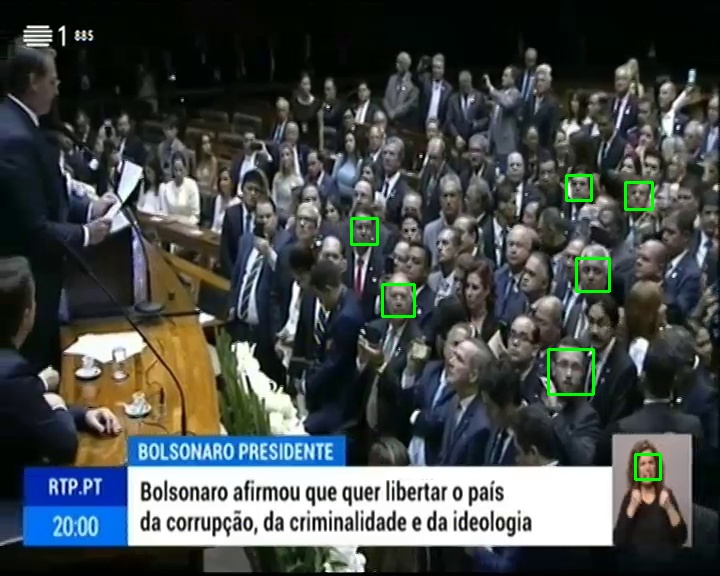 1 885
BOLSONARO PRESIDENTE
RTP.PT
20:00
Bolsonaro afirmou que quer libertar o país
da corrupção, da criminalidade e da ideologia